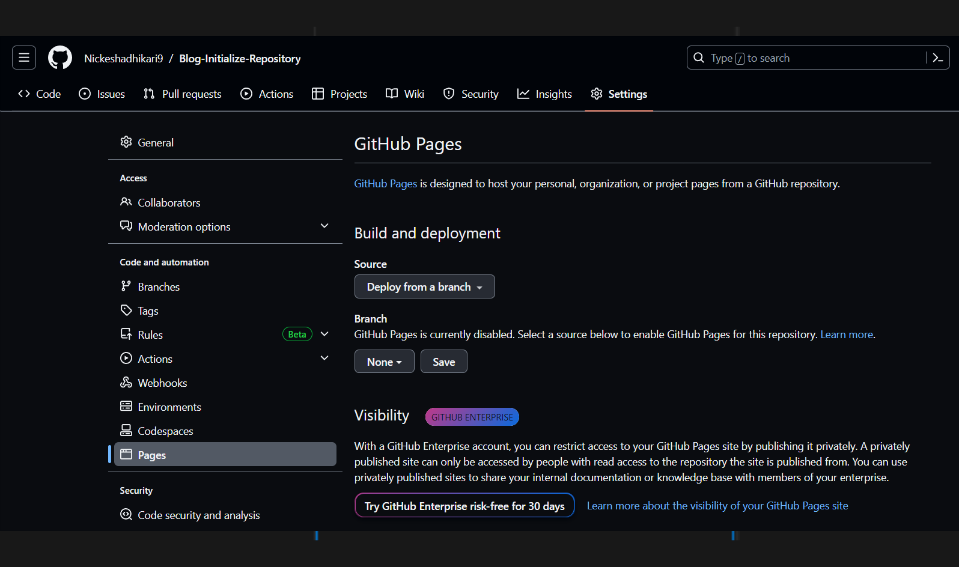 Nickeshadhikari9 / Blog-Initialize-Repository
Type / to search
Code Issues Pull requests Actions Projects Wiki Security Insights Settings
General
Access
Collaborators
Moderation options
Code and automation
Branches
Tags
Rules Beta
Actions
Webhooks
Environments
Codespaces
Pages
Security
Code security and analysis
GitHub Pages
GitHub Pages is designed to host your personal, organization, or project pages from a GitHub repository.
Build and deployment
Source
Deploy from a branch
Branch
GitHub Pages is currently disabled. Select a source below to enable GitHub Pages for this repository. Learn more.
None Save
Visibility GITHUB ENTERPRISE
With a GitHub Enterprise account, you can restrict access to your GitHub Pages site by publishing it privately. A privately
published site can only be accessed by people with read access to the repository the site is published from. You can use
privately published sites to share your internal documentation or knowledge base with members of your enterprise.
Try GitHub Enterprise risk-free for 30 days Learn more about the visibility of your GitHub Pages site